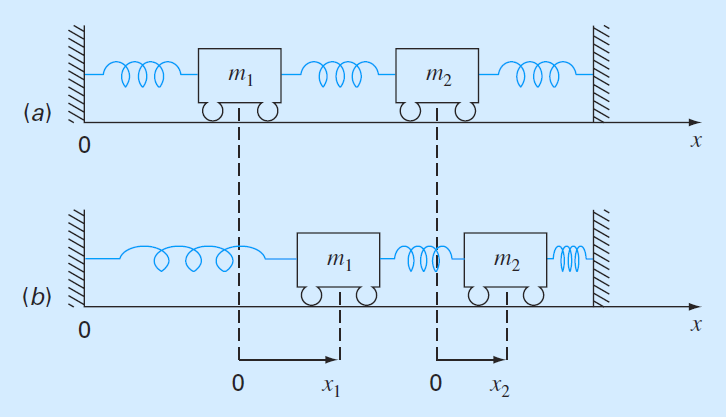 m₁ m₂
(a)
0 x
m₁ m₂
(b)
0 x
0 x₁ 0 x₂